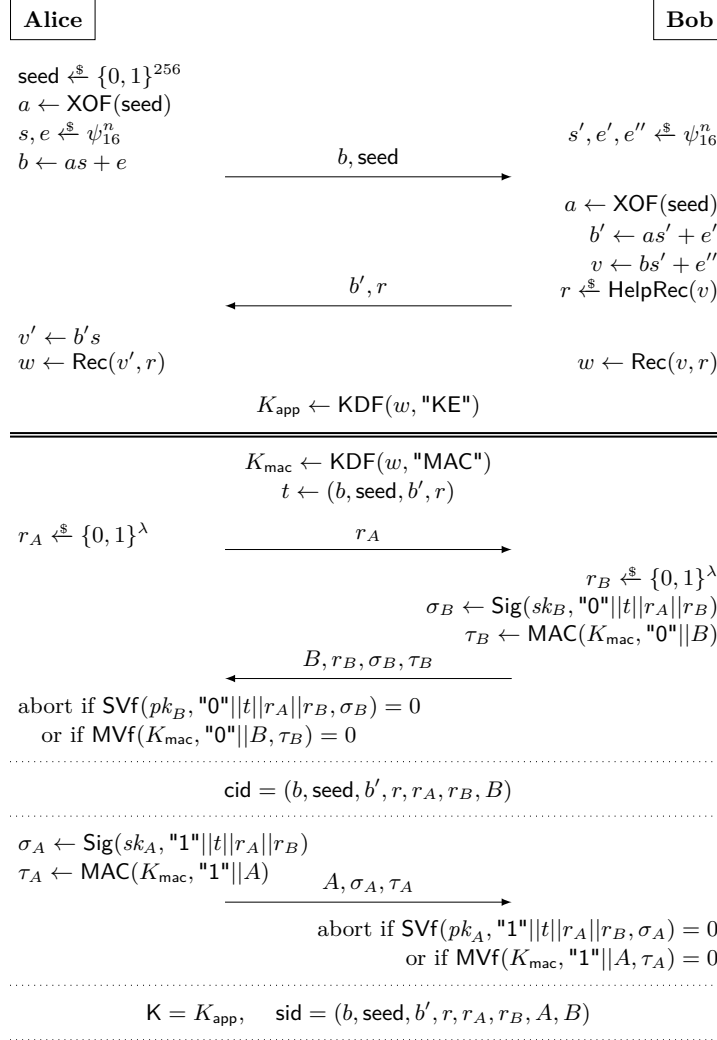 Alice Bob
seed ←$ {0, 1}^256
a ← XOF(seed)
s, e ←$ ψ^n_16
s′, e′, e′′ ←$ ψ^n_16
b ← as + e
b, seed
a ← XOF(seed)
b′ ← as′ + e′
v ← bs′ + e′′
b′, r
r ←$ HelpRec(v)
v′ ← b′s
w ← Rec(v′, r) w ← Rec(v, r)
K_app ← KDF(w, "KE")
K_mac ← KDF(w, "MAC")
t ← (b, seed, b′, r)
r_A ←$ {0, 1}^λ
r_A
r_B ←$ {0, 1}^λ
σ_B ← Sig(sk_B, "0"||t||r_A||r_B)
τ_B ← MAC(K_mac, "0"||B)
B, r_B, σ_B, τ_B
abort if SVf(pk_B, "0"||t||r_A||r_B, σ_B) = 0
or if MVf(K_mac, "0"||B, τ_B) = 0
cid = (b, seed, b′, r, r_A, r_B, B)
σ_A ← Sig(sk_A, "1"||t||r_A||r_B)
τ_A ← MAC(K_mac, "1"||A)
A, σ_A, τ_A
abort if SVf(pk_A, "1"||t||r_A||r_B, σ_A) = 0
or if MVf(K_mac, "1"||A, τ_A) = 0
K = K_app, sid = (b, seed, b′, r, r_A, r_B, A, B)